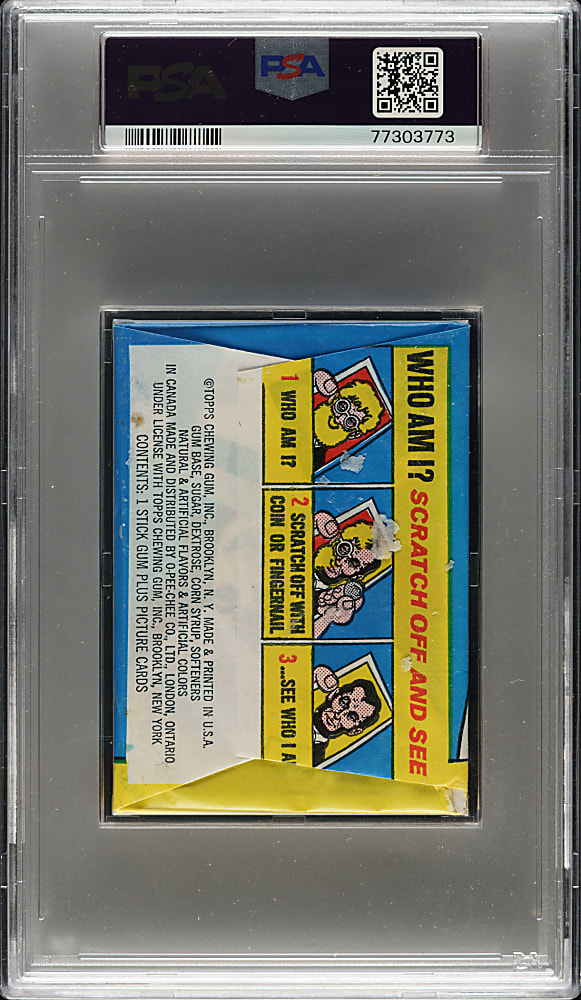 PSA
PSA
77303773
WHO AM I? SCRATCH OFF AND SEE
1 WHO AM I?
2 SCRATCH OFF WITH
COIN OR FINGERNAIL
3...SEE WHO I A
©TOPPS CHEWING GUM, INC., BROOKLYN, N. Y. MADE & PRINTED IN U.S.A.
GUM BASE, SUGAR, DEXTROSE, CORN SYRUP, SOFTENERS
NATURAL & ARTIFICIAL FLAVORS & ARTIFICIAL COLORS
IN CANADA MADE AND DISTRIBUTED BY O-PEE-CHEE CO., LTD. LONDON, ONTARIO
UNDER LICENSE WITH TOPPS CHEWING GUM, INC., BROOKLYN, NEW YORK
CONTENTS: 1 STICK GUM PLUS PICTURE CARDS